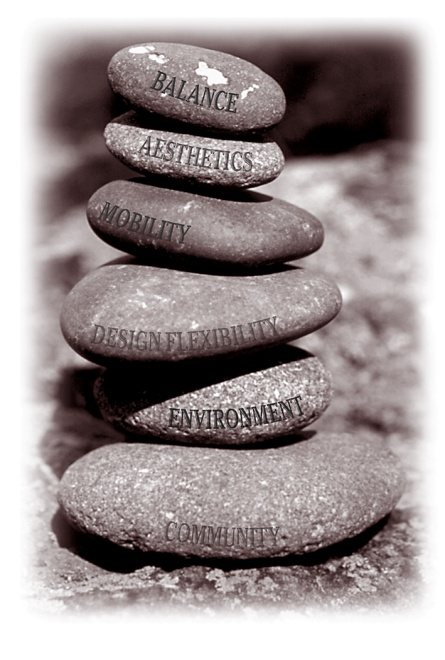 BALANCE
AESTHETICS
MOBILITY
DESIGN FLEXIBILITY
ENVIRONMENT
COMMUNITY